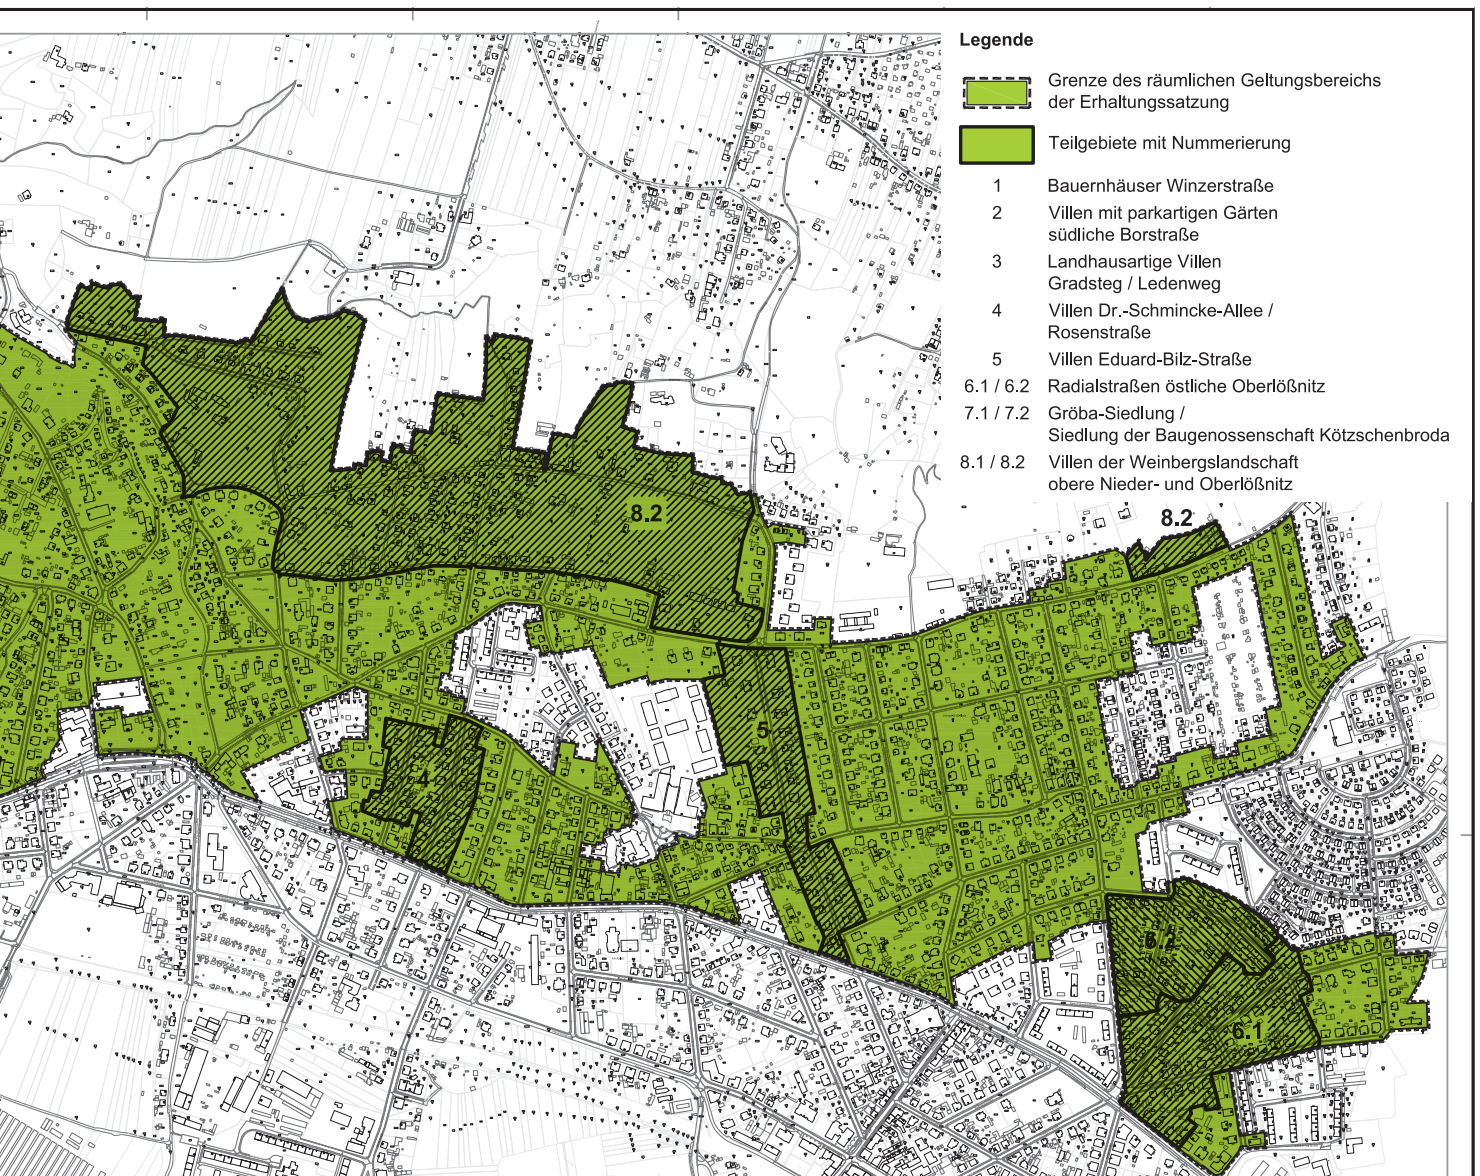 Legende
Grenze des räumlichen Geltungsbereichs
der Erhaltungssatzung
Teilgebiete mit Nummerierung
1 Bauernhäuser Winzerstraße
2 Villen mit parkartigen Gärten
südliche Borstraße
3 Landhausartige Villen
Gradsteg / Ledenweg
4 Villen Dr.-Schmincke-Allee /
Rosenstraße
5 Villen Eduard-Bilz-Straße
6.1 / 6.2 Radialstraßen östliche Oberlößnitz
7.1 / 7.2 Gröba-Siedlung /
Siedlung der Baugenossenschaft Kötzschenbroda
8.1 / 8.2 Villen der Weinbergslandschaft
obere Nieder- und Oberlößnitz
8.2
8.2
5
4
6.2
6.1